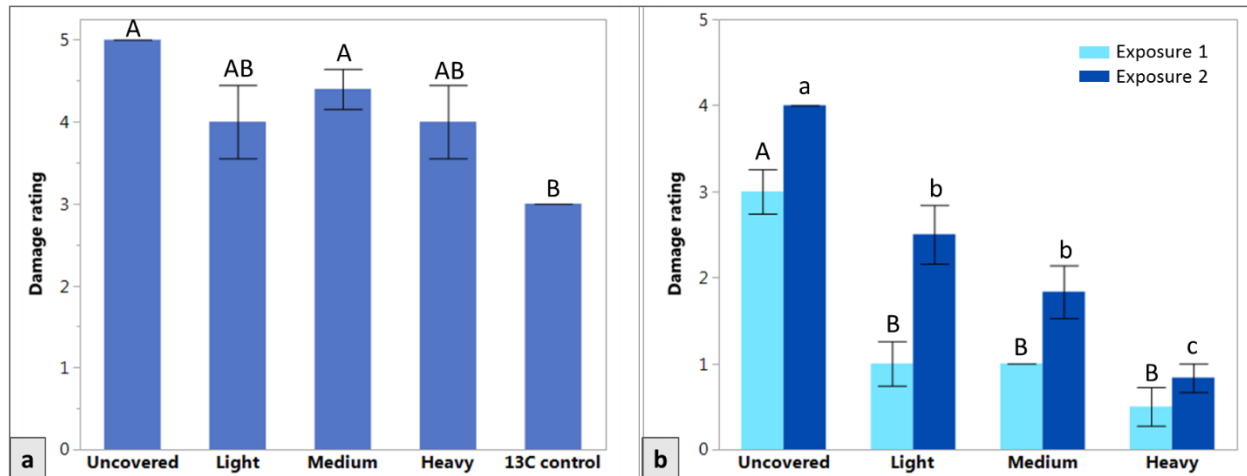 5
4
3
2
1
0
Damage rating
A
AB
A
AB
B
Uncovered
Light
Medium
Heavy
13C control
a
5
4
3
2
1
0
Damage rating
Exposure 1
Exposure 2
A
a
B
b
B
b
B
c
Uncovered
Light
Medium
Heavy
b